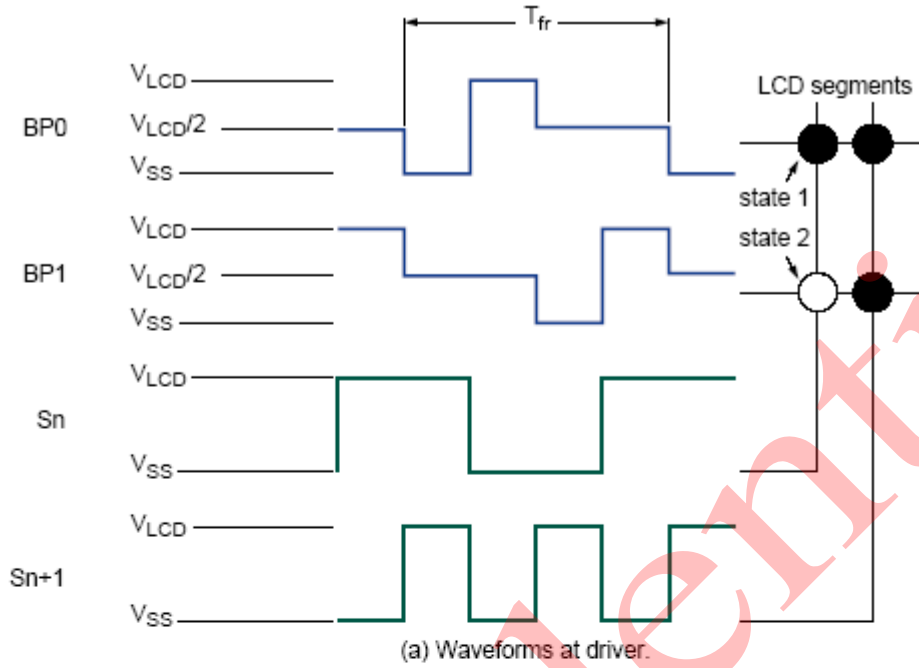 T_fr
V_LCD
LCD segments
BP0
V_LCD/2
V_SS
state 1
V_LCD
state 2
BP1
V_LCD/2
V_SS
V_LCD
Sn
V_SS
V_LCD
Sn+1
V_SS
(a) Waveforms at driver.